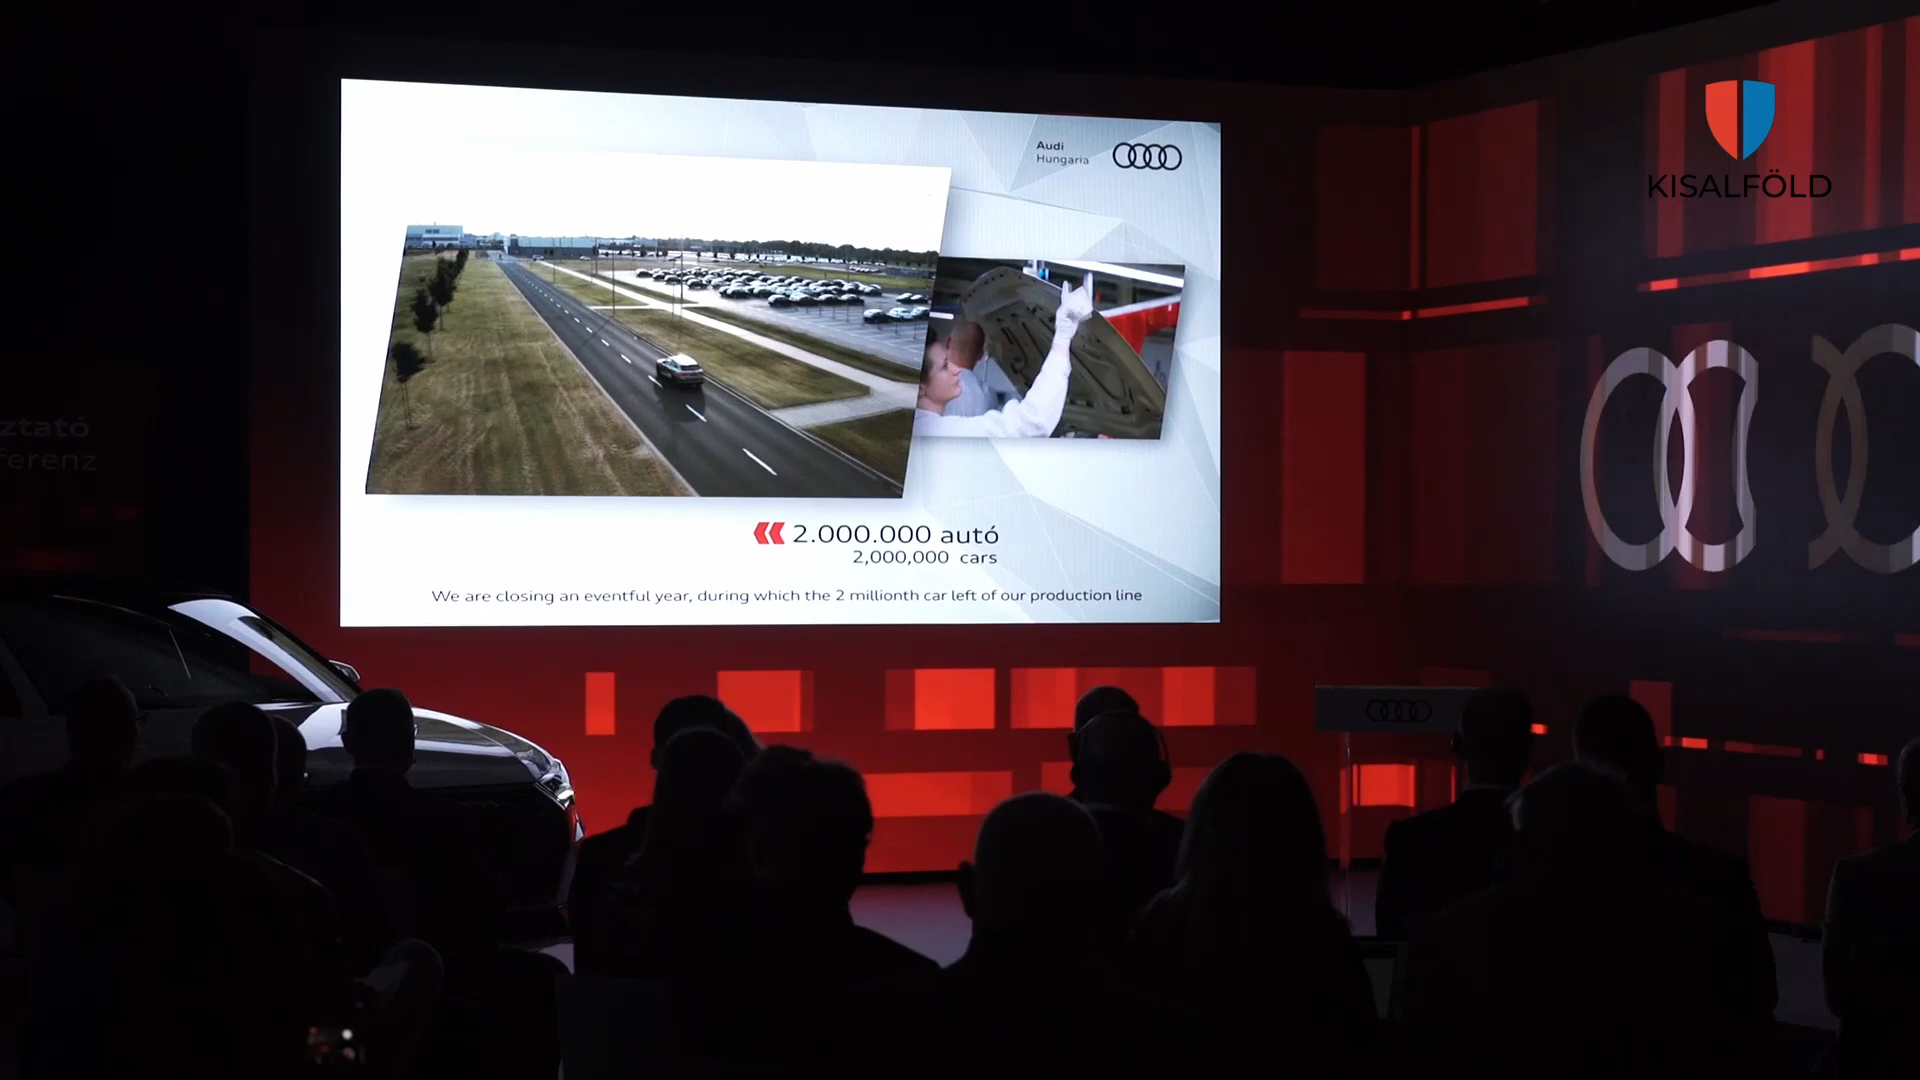 Audi
Hungaria
KISALFÖLD
ztató
ferenz
2.000.000 autó
2,000,000 cars
We are closing an eventful year, during which the 2 millionth car left of our production line